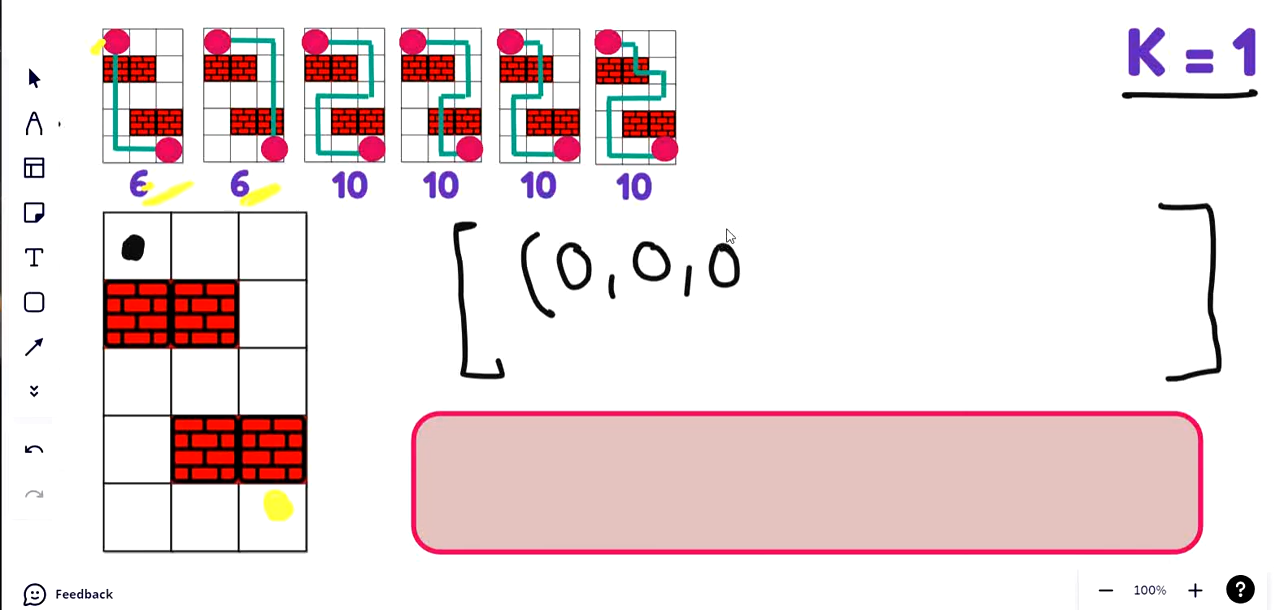 K = 1
6 6 10 10 10 10
[ (0,0,0 ]
T
Feedback
100%
?